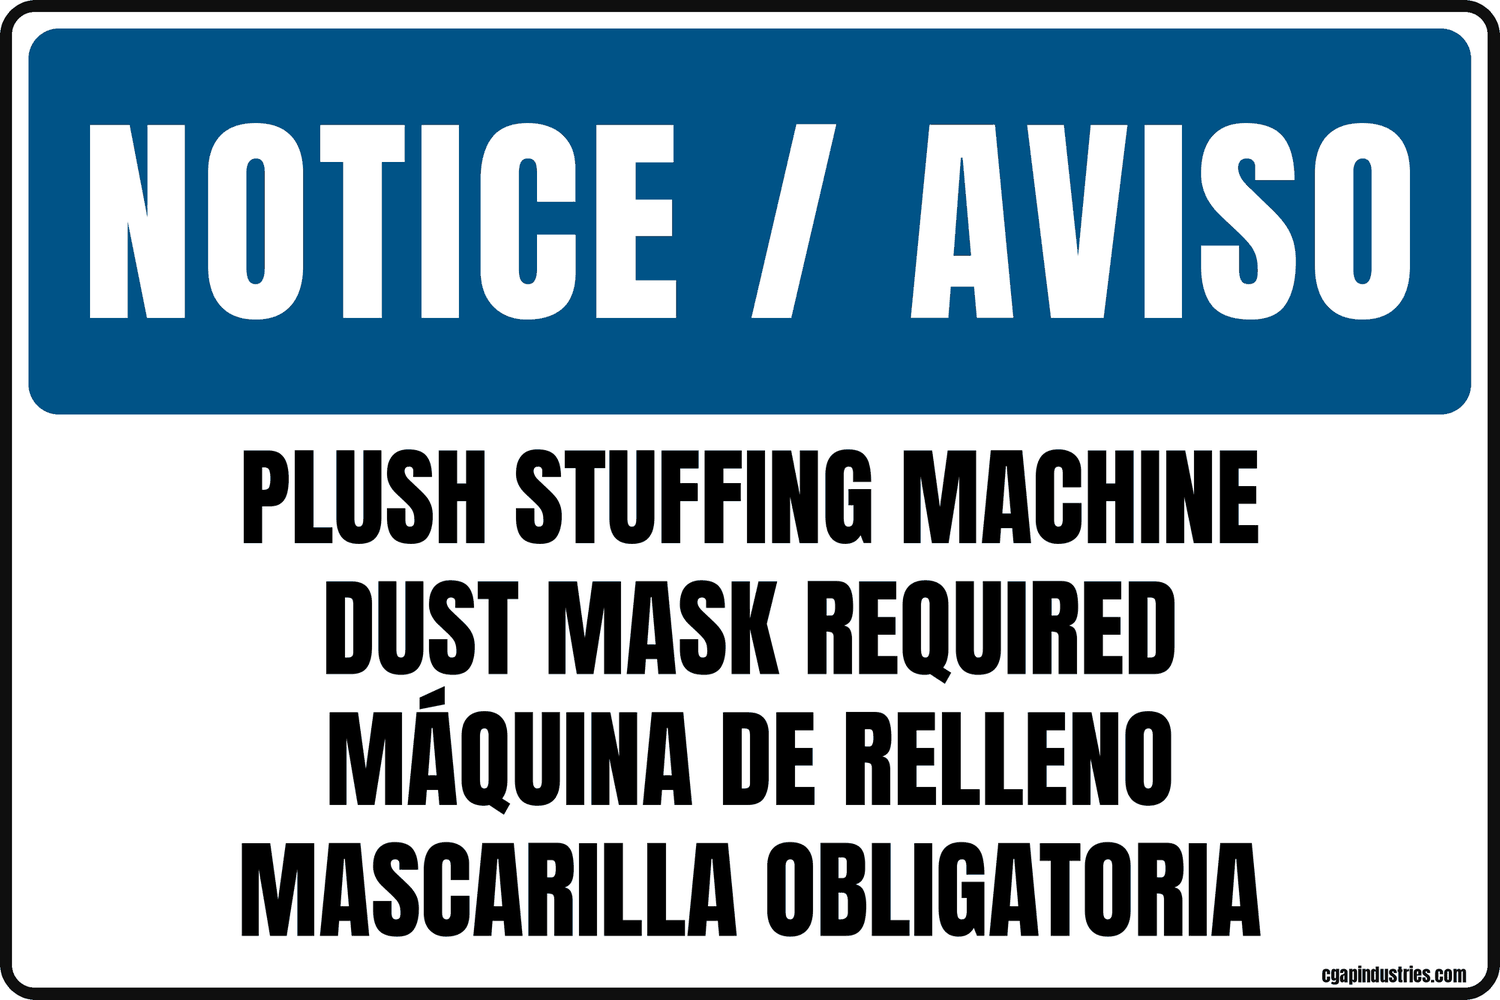 NOTICE / AVISO
PLUSH STUFFING MACHINE
DUST MASK REQUIRED
MÁQUINA DE RELLENO
MASCARILLA OBLIGATORIA
cgapindustries.com